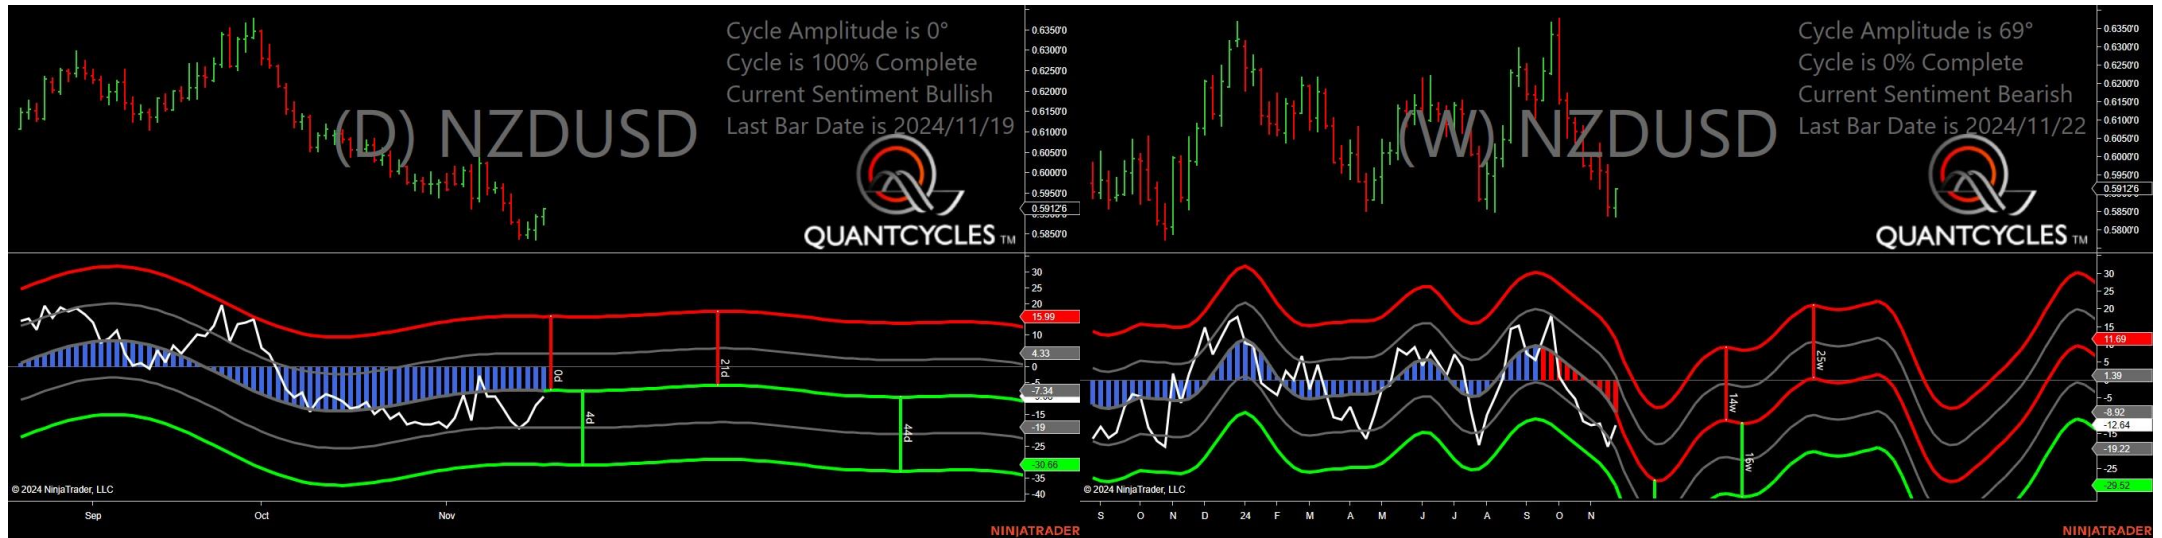 Cycle Amplitude is 0°
Cycle is 100% Complete
Current Sentiment Bullish
Last Bar Date is 2024/11/19
(D) NZDUSD
QUANTCYCLES TM
0.6350'0
0.6300'0
0.6250'0
0.6200'0
0.6150'0
0.6100'0
0.6050'0
0.6000'0
0.5950'0
0.5912'6
0.5850'0
30
25
20
15.99
10
4.33
0
-5
-7.34
-15
-19
-25
-30.66
-35
-40
0d
4d
21d
44d
© 2024 NinjaTrader, LLC
Sep
Oct
Nov
NINJATRADER
Cycle Amplitude is 69°
Cycle is 0% Complete
Current Sentiment Bearish
Last Bar Date is 2024/11/22
(W) NZDUSD
QUANTCYCLES TM
0.6350'0
0.6300'0
0.6250'0
0.6200'0
0.6150'0
0.6100'0
0.6050'0
0.6000'0
0.5950'0
0.5912'6
0.5850'0
0.5800'0
30
25
20
15
11.69
5
1.39
-5
-8.92
-12.64
-15
-19.22
-25
-29.52
14w
16w
25w
© 2024 NinjaTrader, LLC
S O N D 24 F M A M J J A S O N
NINJATRADER